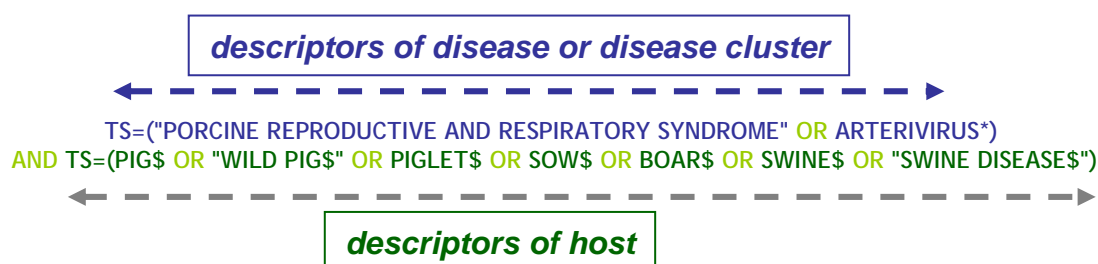 descriptors of disease or disease cluster
TS=("PORCINE REPRODUCTIVE AND RESPIRATORY SYNDROME" OR ARTERIVIRUS*)
AND TS=(PIG$ OR "WILD PIG$" OR PIGLET$ OR SOW$ OR BOAR$ OR SWINE$ OR "SWINE DISEASE$")
descriptors of host